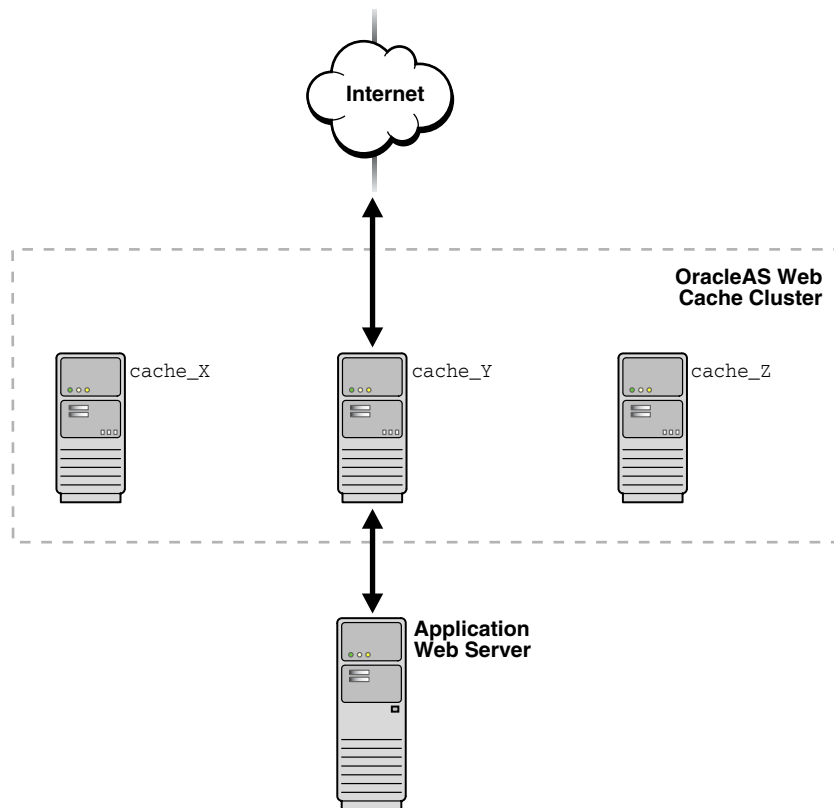 Internet
OracleAS Web
Cache Cluster
cache_X
cache_Y
cache_Z
Application
Web Server